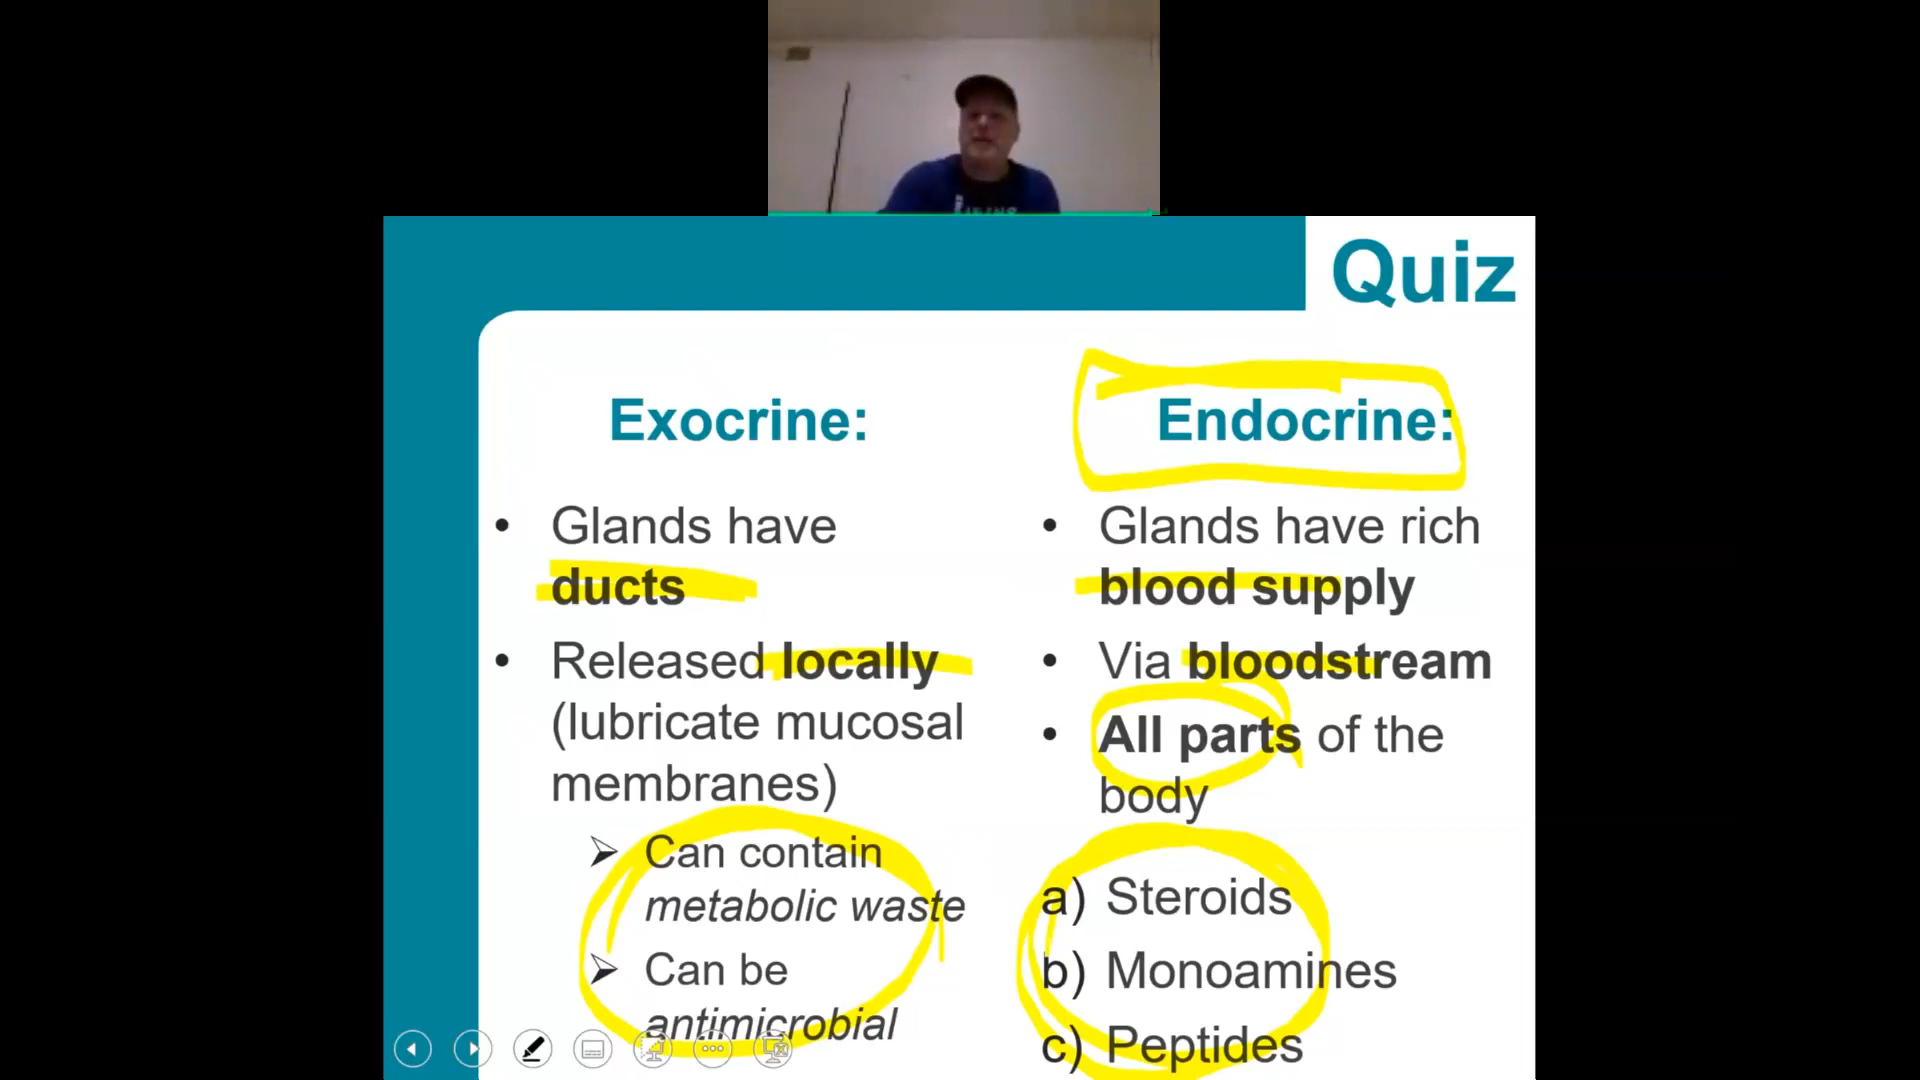 Quiz
Exocrine:
• Glands have
ducts
• Released locally
(lubricate mucosal
membranes)
➢ Can contain
metabolic waste
➢ Can be
antimicrobial
Endocrine:
• Glands have rich
blood supply
• Via bloodstream
• All parts of the
body
a) Steroids
b) Monoamines
c) Peptides